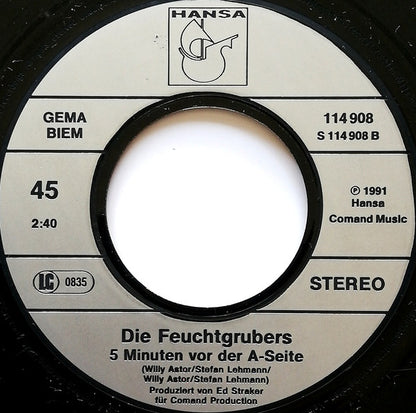 HANSA
GEMA
BIEM
114 908
S 114 908 B
45
2:40
℗ 1991
Hansa
Comand Music
LC 0835
STEREO
Die Feuchtgrubers
5 Minuten vor der A-Seite
(Willy Astor/Stefan Lehmann/
Willy Astor/Stefan Lehmann)
Produziert von Ed Straker
für Comand Production